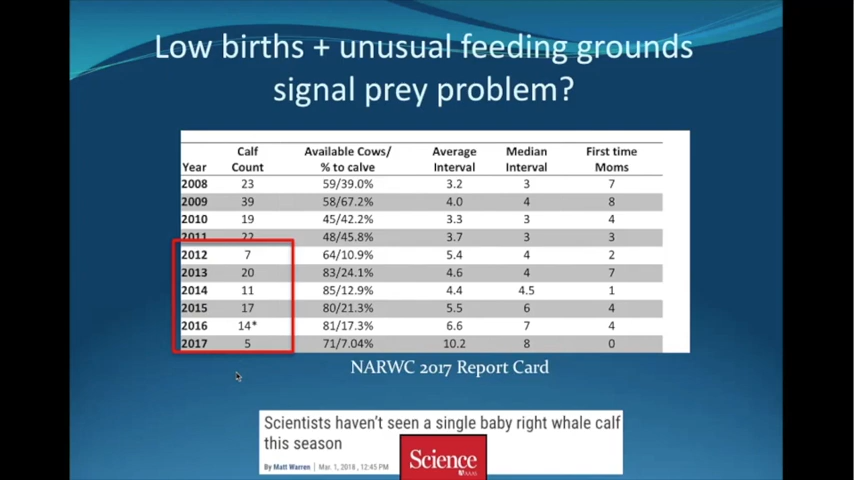 Low births + unusual feeding grounds
signal prey problem?
Calf Available Cows/ Average Median First time
Year Count % to calve Interval Interval Moms
2008 23 59/39.0% 3.2 3 7
2009 39 58/67.2% 4.0 4 8
2010 19 45/42.2% 3.3 3 4
2011 22 48/45.8% 3.7 3 3
2012 7 64/10.9% 5.4 4 2
2013 20 83/24.1% 4.6 4 7
2014 11 85/12.9% 4.4 4.5 1
2015 17 80/21.3% 5.5 6 4
2016 14* 81/17.3% 6.6 7 4
2017 5 71/7.04% 10.2 8 0
NARWC 2017 Report Card
Scientists haven't seen a single baby right whale calf
this season
By Matt Warren | Mar. 1, 2018 , 12:45 PM
Science
AAAS